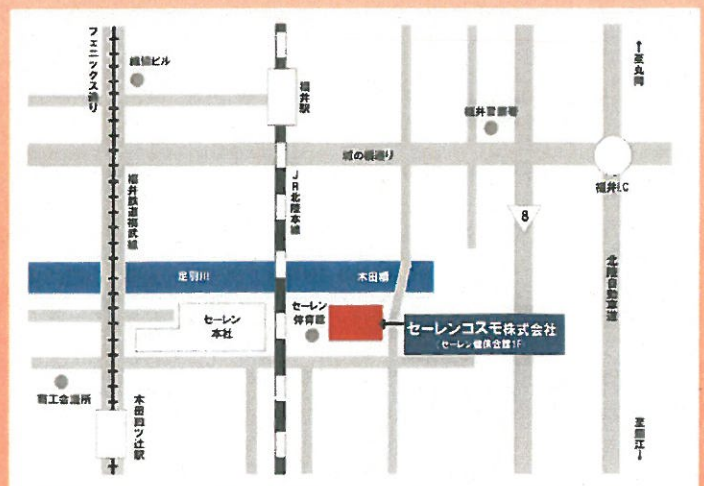 フェニックス通り
繊協ビル
福井駅
福井警察署
↑至丸岡
城の橋通り
福井I.C
福井鉄道福武線
JR北陸本線
8
北陸自動車道
足羽川
木田橋
セーレン
本社
セーレン
体育館
セーレンコスモ株式会社
(セーレン健保会館1F)
商工会議所
木田四ツ辻駅
至鯖江↓